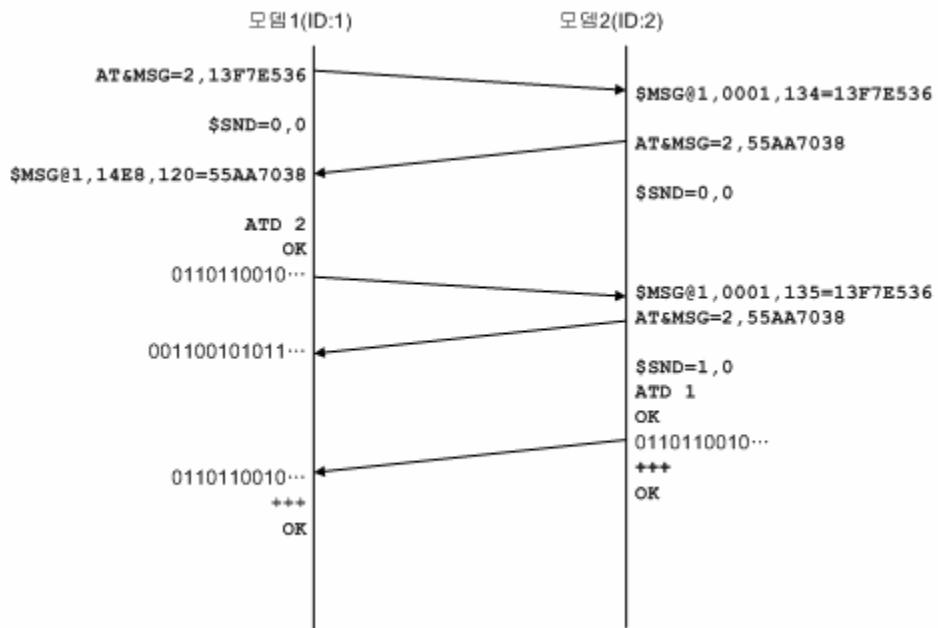 모뎀1(ID:1)
모뎀2(ID:2)
AT&MSG=2,13F7E536
$MSG@1,0001,134=13F7E536
$SND=0,0
AT&MSG=2,55AA7038
$MSG@1,14E8,120=55AA7038
$SND=0,0
ATD 2
OK
0110110010…
$MSG@1,0001,135=13F7E536
AT&MSG=2,55AA7038
001100101011…
$SND=1,0
ATD 1
OK
0110110010…
+++
0110110010…
OK
+++
OK